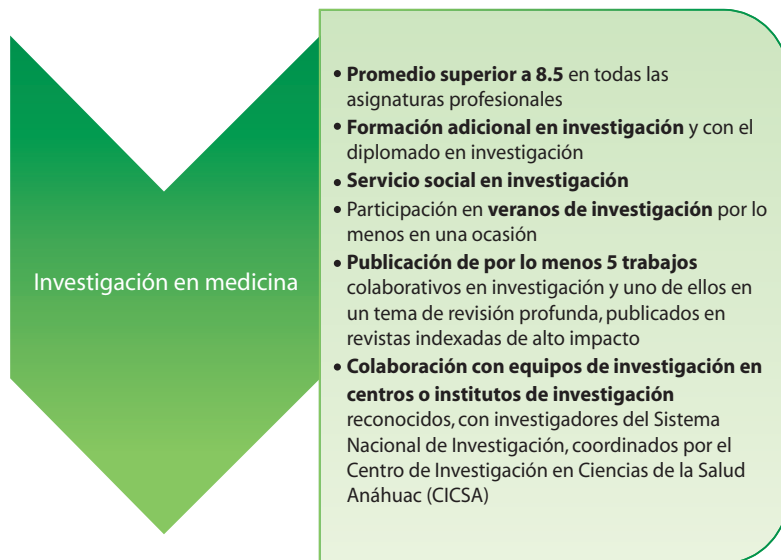 Investigación en medicina
• Promedio superior a 8.5 en todas las
asignaturas profesionales
• Formación adicional en investigación y con el
diplomado en investigación
• Servicio social en investigación
• Participación en veranos de investigación por lo
menos en una ocasión
• Publicación de por lo menos 5 trabajos
colaborativos en investigación y uno de ellos en
un tema de revisión profunda, publicados en
revistas indexadas de alto impacto
• Colaboración con equipos de investigación en
centros o institutos de investigación
reconocidos, con investigadores del Sistema
Nacional de Investigación, coordinados por el
Centro de Investigación en Ciencias de la Salud
Anáhuac (CICSA)